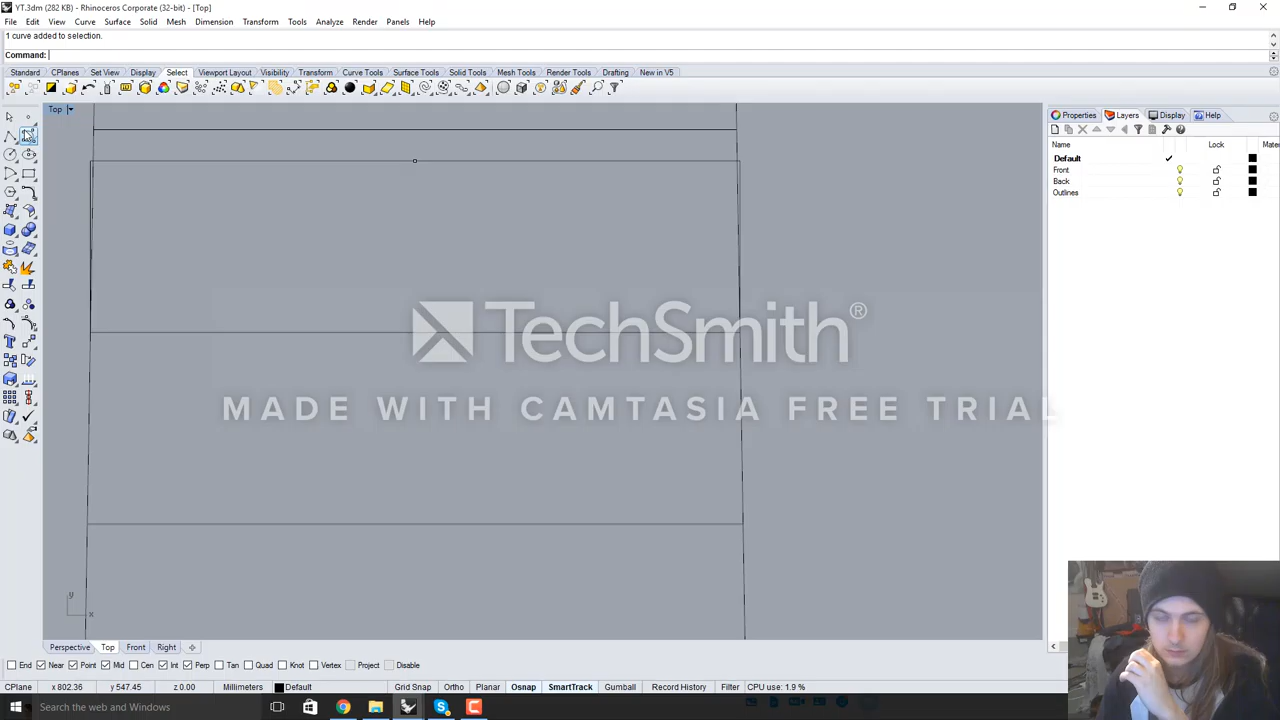 YT.3dm (282 KB) - Rhinoceros Corporate (32-bit) - [Top]
File Edit View Curve Surface Solid Mesh Dimension Transform Tools Analyze Render Panels Help
1 curve added to selection.
Command:
Standard CPlanes Set View Display Select Viewport Layout Visibility Transform Curve Tools Surface Tools Solid Tools Mesh Tools Render Tools Drafting New in V5
Top
Properties Layers Display Help
Name Lock Mater
Default
Front
Back
Outlines
TechSmith®
MADE WITH CAMTASIA FREE TRIAL
y
x
Perspective Top Front Right
End Near Point Mid Cen Int Perp Tan Quad Knot Vertex Project Disable
CPlane x 802.36 y 547.45 z 0.00 Millimeters Default Grid Snap Ortho Planar Osnap SmartTrack Gumball Record History Filter CPU use: 1.9 %
Search the web and Windows